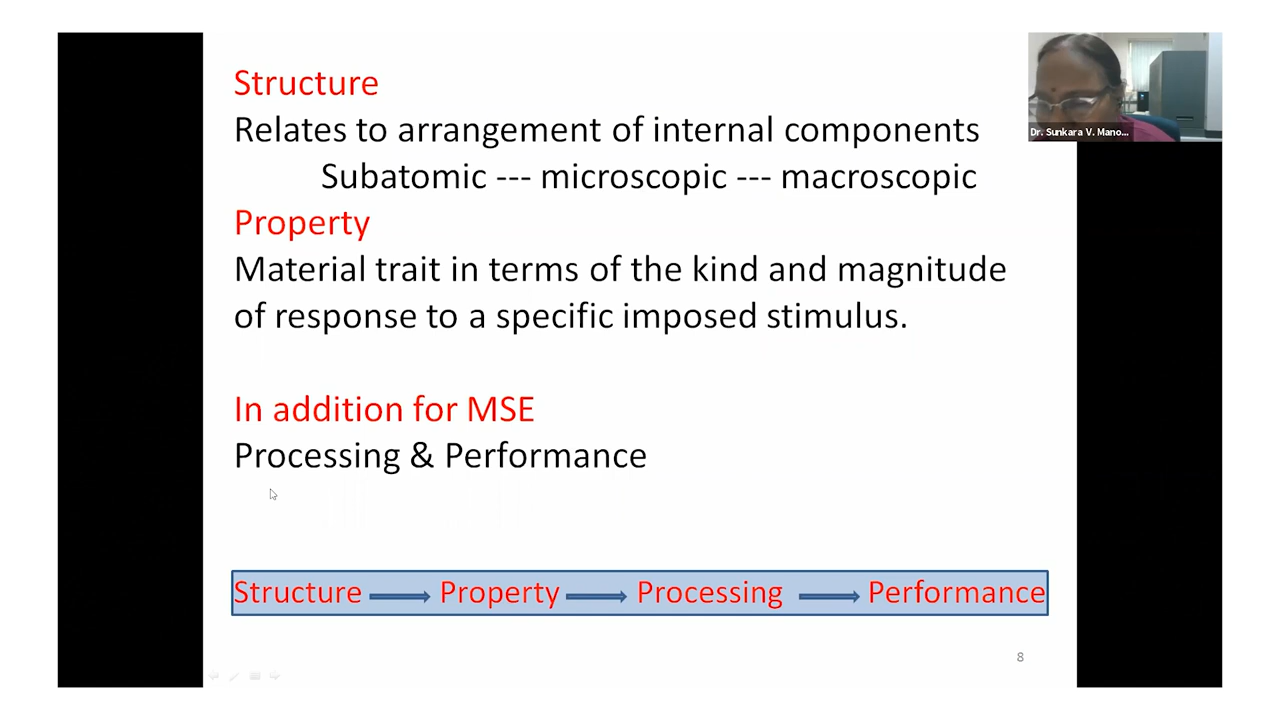 Structure
Relates to arrangement of internal components
Subatomic --- microscopic --- macroscopic
Property
Material trait in terms of the kind and magnitude
of response to a specific imposed stimulus.
In addition for MSE
Processing & Performance
Structure Property Processing Performance
8
Dr. Sunkara V. Mano...